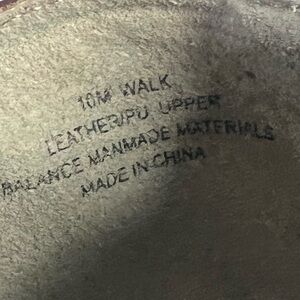 10M WALK
LEATHER/PU UPPER
BALANCE MANMADE MATERIALS
MADE IN CHINA